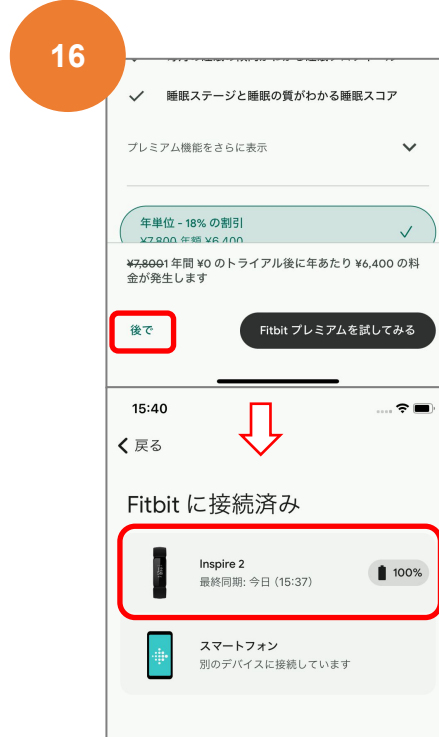 16
睡眠ステージと睡眠の質がわかる睡眠スコア
プレミアム機能をさらに表示
年単位 - 18% の割引
¥7,800 年額 ¥6,400
¥7,8001 年間 ¥0 のトライアル後に年あたり ¥6,400 の料
金が発生します
後で
Fitbit プレミアムを試してみる
15:40
戻る
Fitbit に接続済み
Inspire 2
最終同期: 今日 (15:37)
100%
スマートフォン
別のデバイスに接続しています